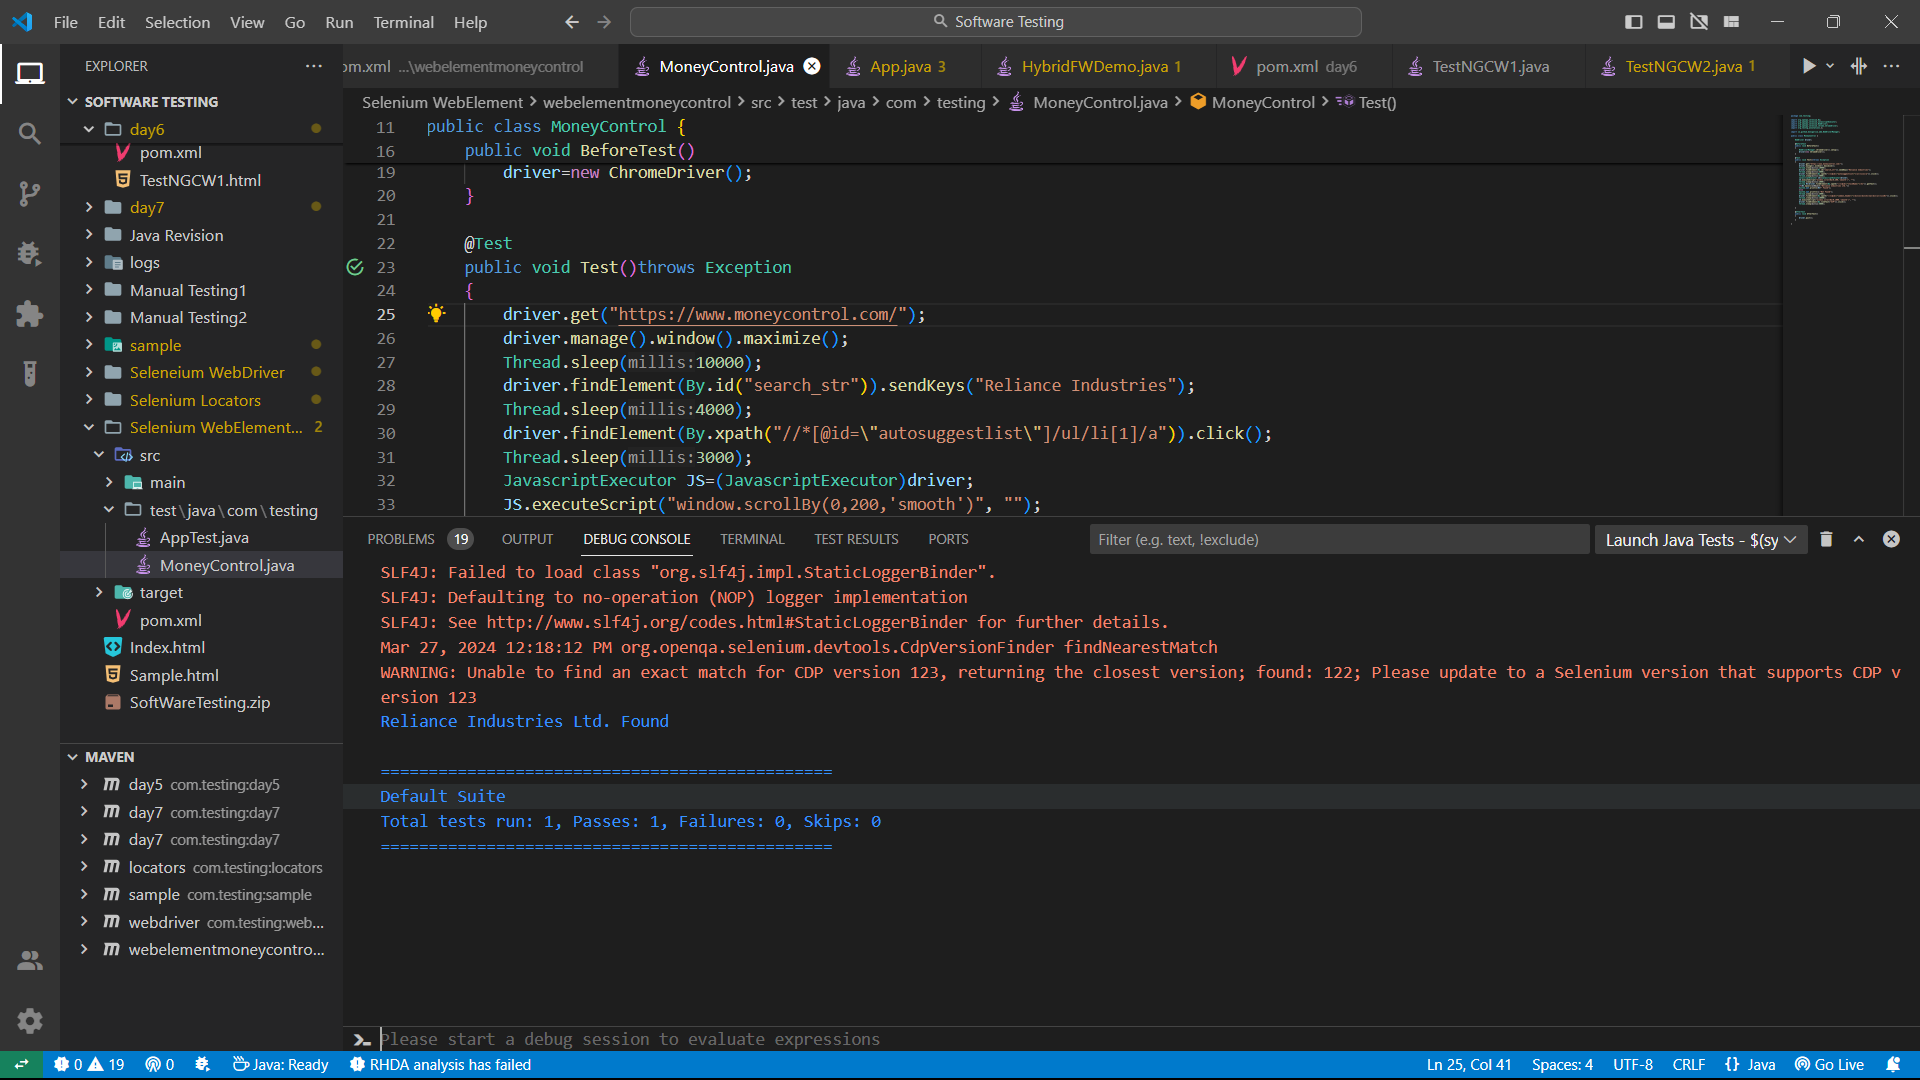 File Edit Selection View Go Run Terminal Help
Software Testing
EXPLORER
om.xml ...\webelementmoneycontrol
MoneyControl.java
App.java 3
HybridFWDemo.java 1
pom.xml day6
TestNGCW1.java
TestNGCW2.java 1
Selenium WebElement > webelementmoneycontrol > src > test > java > com > testing > MoneyControl.java > MoneyControl > Test()
SOFTWARE TESTING
day6
pom.xml
TestNGCW1.html
day7
Java Revision
logs
Manual Testing1
Manual Testing2
sample
Seleneium WebDriver
Selenium Locators
Selenium WebElement... 2
src
main
test\java\com\testing
AppTest.java
MoneyControl.java
target
pom.xml
Index.html
Sample.html
SoftWareTesting.zip
MAVEN
day5 com.testing:day5
day7 com.testing:day7
day7 com.testing:day7
locators com.testing:locators
sample com.testing:sample
webdriver com.testing:web...
webelementmoneycontro...
11 public class MoneyControl {
16 public void BeforeTest()
19 driver=new ChromeDriver();
20 }
21
22 @Test
23 public void Test()throws Exception
24 {
25 driver.get("https://www.moneycontrol.com/");
26 driver.manage().window().maximize();
27 Thread.sleep(millis:10000);
28 driver.findElement(By.id("search_str")).sendKeys("Reliance Industries");
29 Thread.sleep(millis:4000);
30 driver.findElement(By.xpath("//*[@id=\"autosuggestlist\"]/ul/li[1]/a")).click();
31 Thread.sleep(millis:3000);
32 JavascriptExecutor JS=(JavascriptExecutor)driver;
33 JS.executeScript("window.scrollBy(0,200,'smooth')", "");
PROBLEMS 19 OUTPUT DEBUG CONSOLE TERMINAL TEST RESULTS PORTS
Filter (e.g. text, !exclude)
Launch Java Tests - $(sy
SLF4J: Failed to load class "org.slf4j.impl.StaticLoggerBinder".
SLF4J: Defaulting to no-operation (NOP) logger implementation
SLF4J: See http://www.slf4j.org/codes.html#StaticLoggerBinder for further details.
Mar 27, 2024 12:18:12 PM org.openqa.selenium.devtools.CdpVersionFinder findNearestMatch
WARNING: Unable to find an exact match for CDP version 123, returning the closest version; found: 122; Please update to a Selenium version that supports CDP v
ersion 123
Reliance Industries Ltd. Found
===============================================
Default Suite
Total tests run: 1, Passes: 1, Failures: 0, Skips: 0
===============================================
Please start a debug session to evaluate expressions
0 19 0 Java: Ready RHDA analysis has failed
Ln 25, Col 41 Spaces: 4 UTF-8 CRLF {} Java Go Live